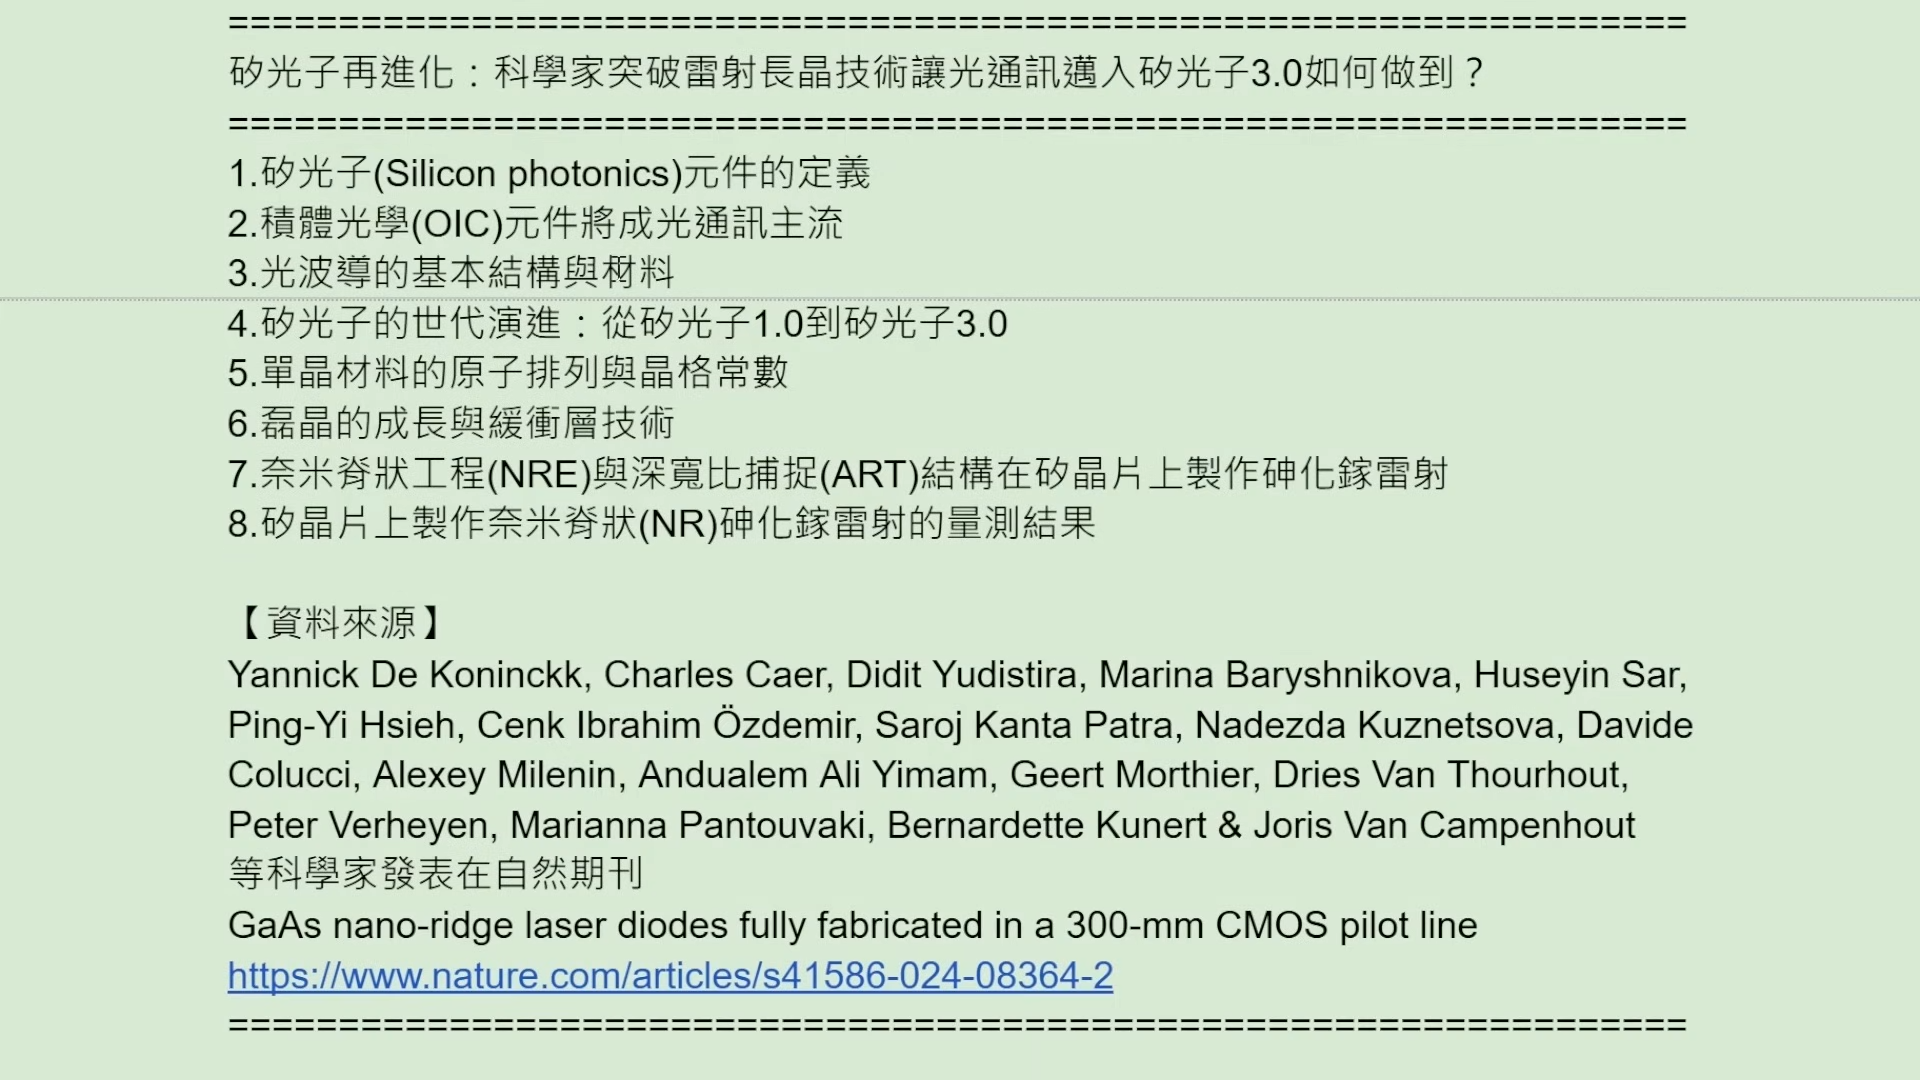 ==================================================================
矽光子再進化：科學家突破雷射長晶技術讓光通訊邁入矽光子3.0如何做到？
==================================================================
1.矽光子(Silicon photonics)元件的定義
2.積體光學(OIC)元件將成光通訊主流
3.光波導的基本結構與材料
4.矽光子的世代演進：從矽光子1.0到矽光子3.0
5.單晶材料的原子排列與晶格常數
6.磊晶的成長與緩衝層技術
7.奈米脊狀工程(NRE)與深寬比捕捉(ART)結構在矽晶片上製作砷化鎵雷射
8.矽晶片上製作奈米脊狀(NR)砷化鎵雷射的量測結果
【資料來源】
Yannick De Koninckk, Charles Caer, Didit Yudistira, Marina Baryshnikova, Huseyin Sar,
Ping-Yi Hsieh, Cenk Ibrahim Özdemir, Saroj Kanta Patra, Nadezda Kuznetsova, Davide
Colucci, Alexey Milenin, Andualem Ali Yimam, Geert Morthier, Dries Van Thourhout,
Peter Verheyen, Marianna Pantouvaki, Bernardette Kunert & Joris Van Campenhout
等科學家發表在自然期刊
GaAs nano-ridge laser diodes fully fabricated in a 300-mm CMOS pilot line
https://www.nature.com/articles/s41586-024-08364-2
==================================================================